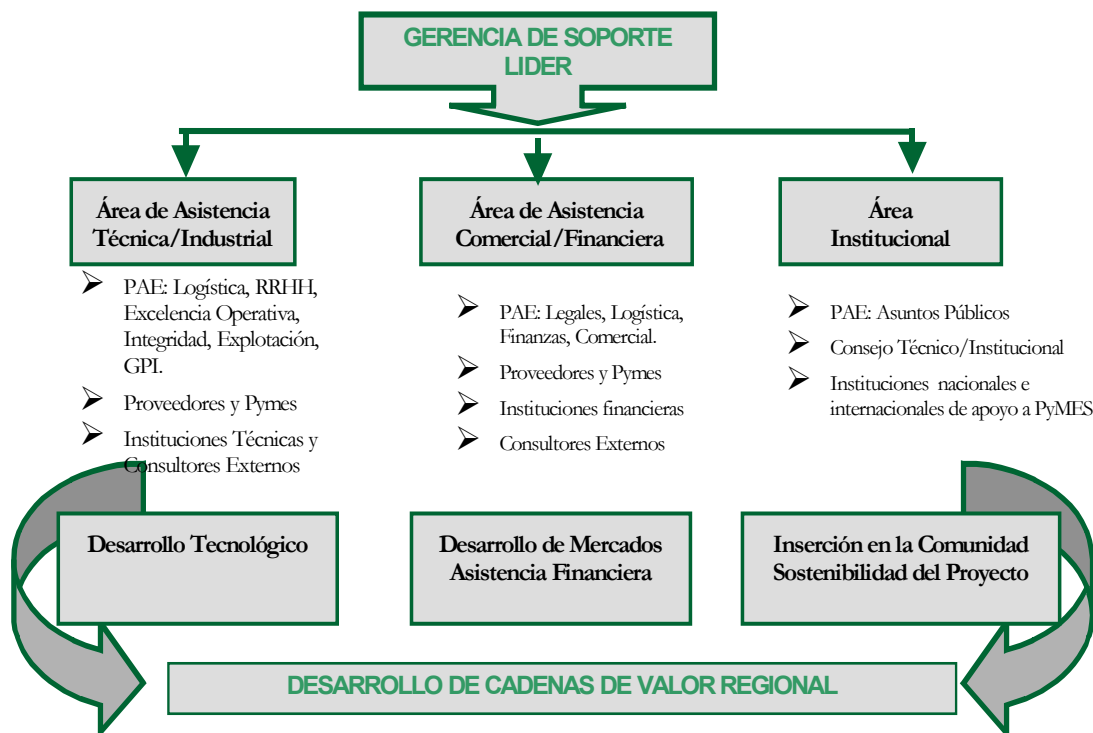 GERENCIA DE SOPORTE
LIDER
Área de Asistencia
Técnica/Industrial
➢ PAE: Logística, RRHH,
Excelencia Operativa,
Integridad, Explotación,
GPI.
➢ Proveedores y Pymes
➢ Instituciones Técnicas y
Consultores Externos
Área de Asistencia
Comercial/Financiera
➢ PAE: Legales, Logística,
Finanzas, Comercial.
➢ Proveedores y Pymes
➢ Instituciones financieras
➢ Consultores Externos
Área
Institucional
➢ PAE: Asuntos Públicos
➢ Consejo Técnico/Institucional
➢ Instituciones nacionales e
internacionales de apoyo a PyMES
Desarrollo Tecnológico
Desarrollo de Mercados
Asistencia Financiera
Inserción en la Comunidad
Sostenibilidad del Proyecto
DESARROLLO DE CADENAS DE VALOR REGIONAL